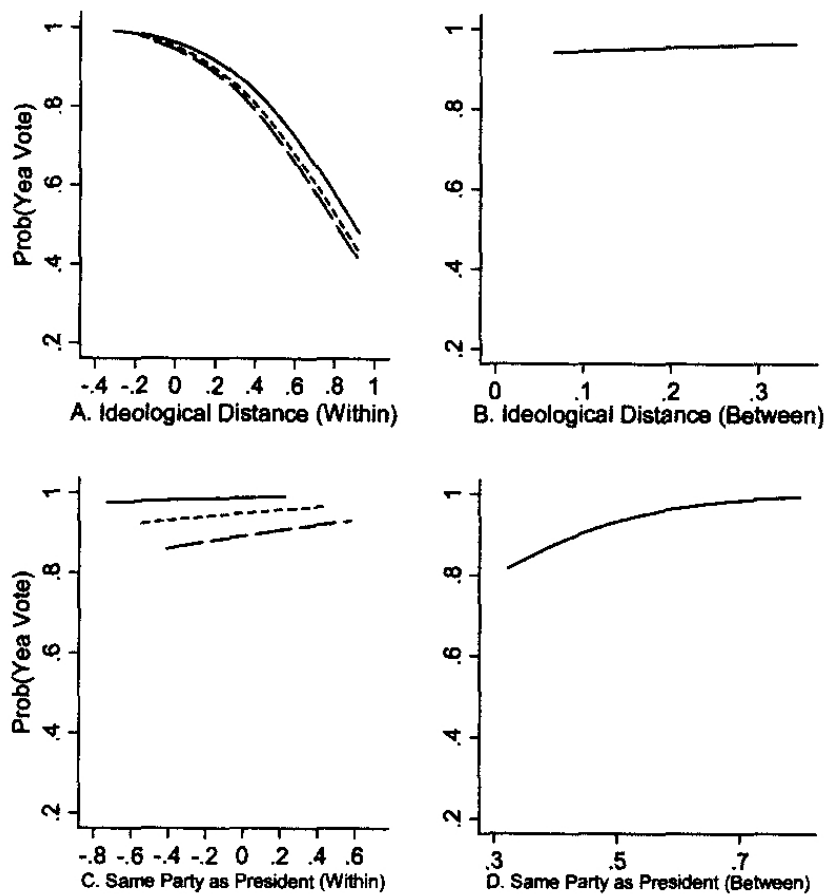 Prob(Yea Vote)
1
.8
.6
.4
.2
-.4 -.2 0 .2 .4 .6 .8 1
A. Ideological Distance (Within)
1
.8
.6
.4
.2
0 .1 .2 .3
B. Ideological Distance (Between)
Prob(Yea Vote)
1
.8
.6
.4
.2
-.8 -.6 -.4 -.2 0 .2 .4 .6
C. Same Party as President (Within)
1
.8
.6
.4
.2
.3 .5 .7
D. Same Party as President (Between)